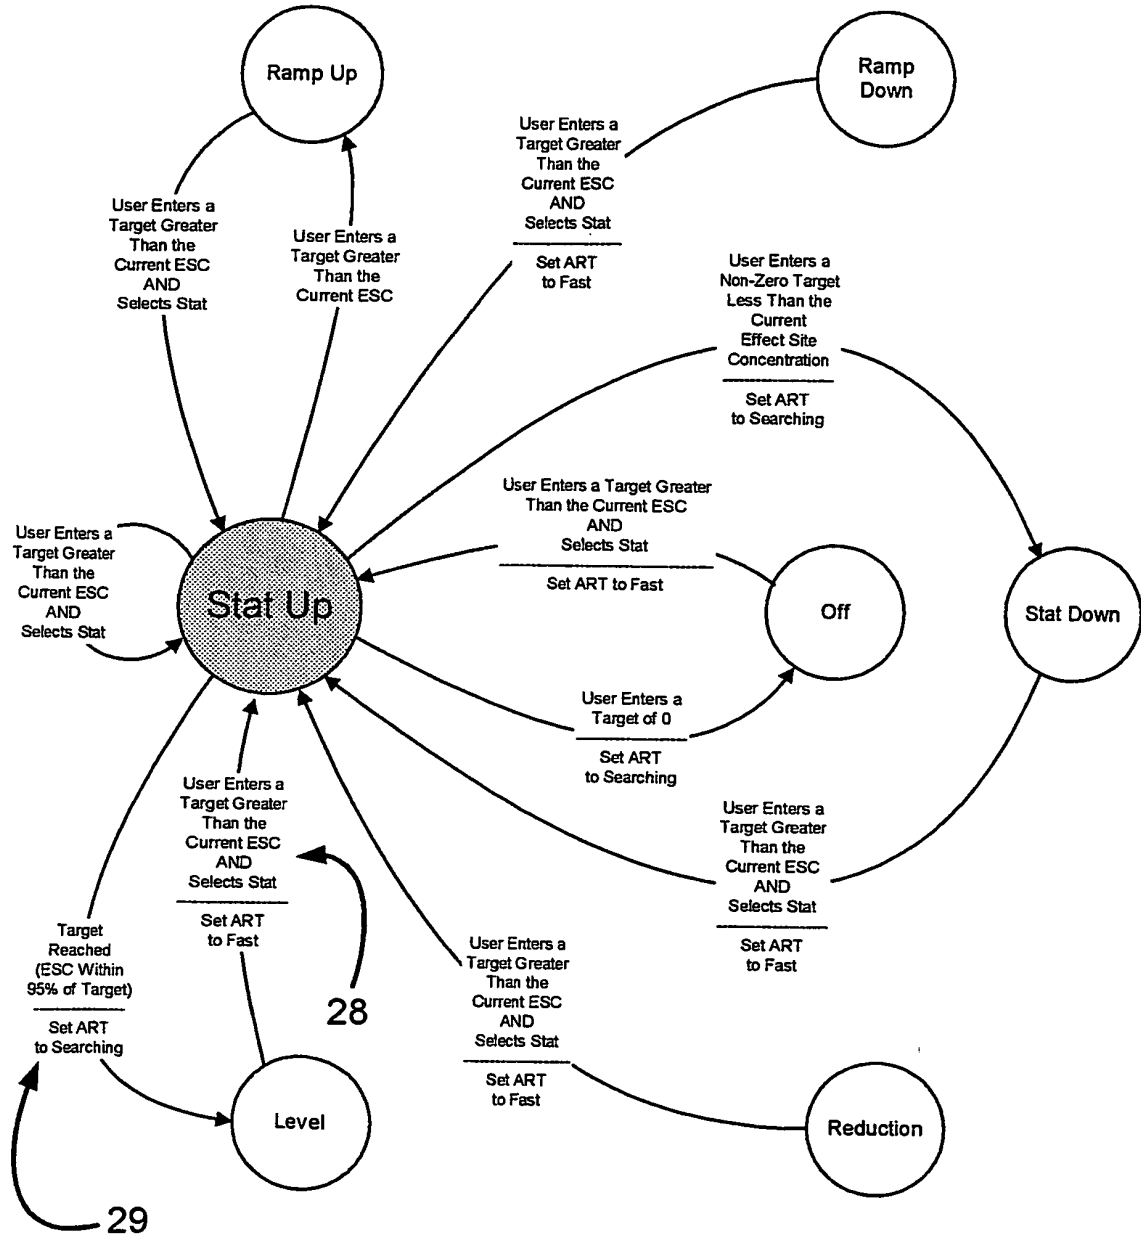 Ramp Up
Ramp
Down
User Enters a
Target Greater
Than the
Current ESC
AND
Selects Stat
Set ART
to Fast
User Enters a
Target Greater
Than the
Current ESC
AND
Selects Stat
User Enters a
Target Greater
Than the
Current ESC
User Enters a
Non-Zero Target
Less Than the
Current
Effect Site
Concentration
Set ART
to Searching
User Enters a Target Greater
Than the Current ESC
AND
Selects Stat
Set ART to Fast
User Enters a
Target Greater
Than the
Current ESC
AND
Selects Stat
Stat Up
Off
Stat Down
User Enters a
Target of 0
Set ART
to Searching
User Enters a
Target Greater
Than the
Current ESC
AND
Selects Stat
Set ART
to Fast
User Enters a
Target Greater
Than the
Current ESC
AND
Selects Stat
Set ART
to Fast
Target
Reached
(ESC Within
95% of Target)
Set ART
to Searching
User Enters a
Target Greater
Than the
Current ESC
AND
Selects Stat
Set ART
to Fast
28
Level
Reduction
29